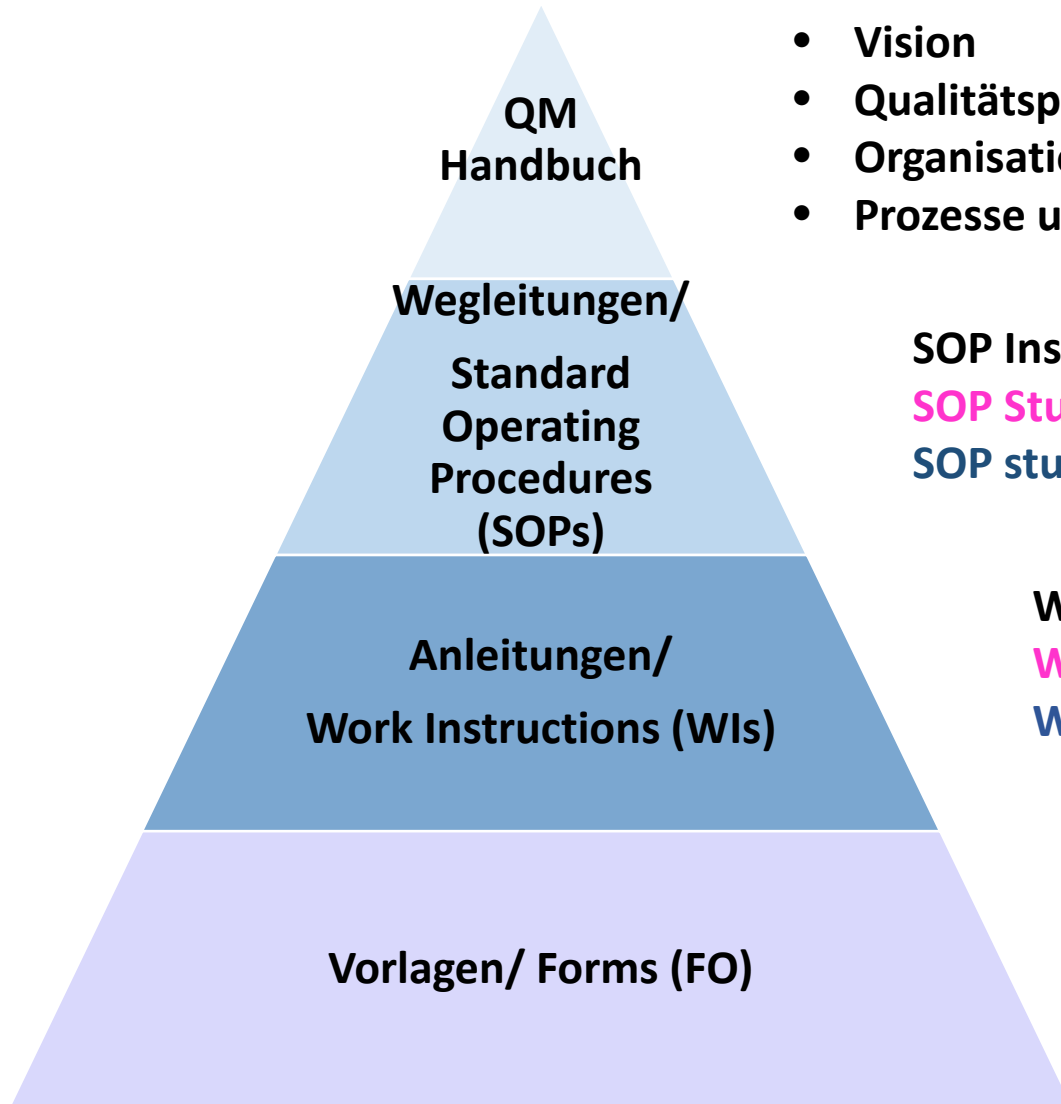 QM
Handbuch
• Vision
• Qualitätsp
• Organisati
• Prozesse u
Wegleitungen/
Standard
Operating
Procedures
(SOPs)
SOP Ins
SOP Stu
SOP stu
Anleitungen/
Work Instructions (WIs)
W
W
W
Vorlagen/ Forms (FO)